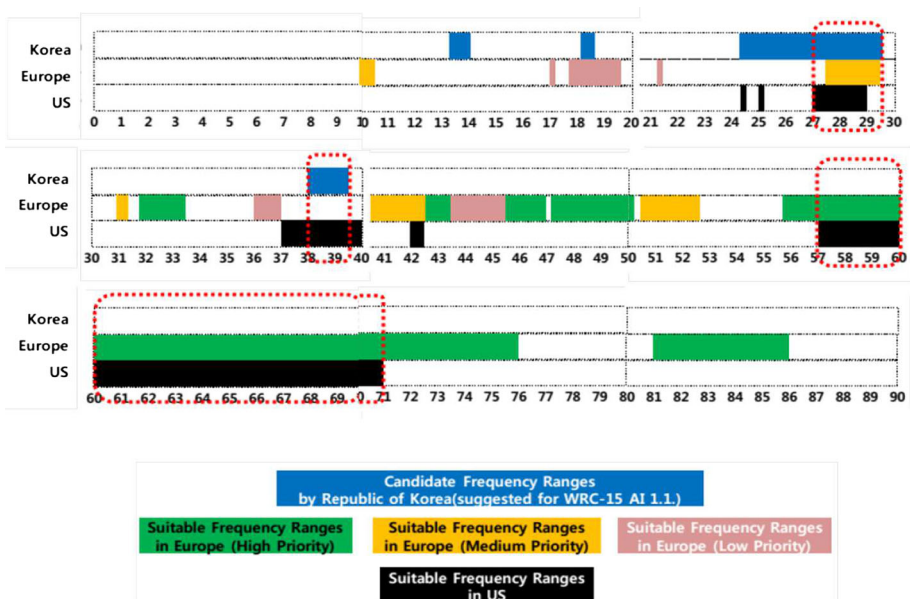 Korea
Europe
US
0 1 2 3 4 5 6 7 8 9 10 11 12 13 14 15 16 17 18 19 20 21 22 23 24 25 26 27 28 29 30
Korea
Europe
US
30 31 32 33 34 35 36 37 38 39 40 41 42 43 44 45 46 47 48 49 50 51 52 53 54 55 56 57 58 59 60
Korea
Europe
US
60 61 62 63 64 65 66 67 68 69 0 71 72 73 74 75 76 77 78 79 80 81 82 83 84 85 86 87 88 89 90
Candidate Frequency Ranges
by Republic of Korea(suggested for WRC-15 AI 1.1.)
Suitable Frequency Ranges
in Europe (High Priority)
Suitable Frequency Ranges
in Europe (Medium Priority)
Suitable Frequency Ranges
in Europe (Low Priority)
Suitable Frequency Ranges
in US